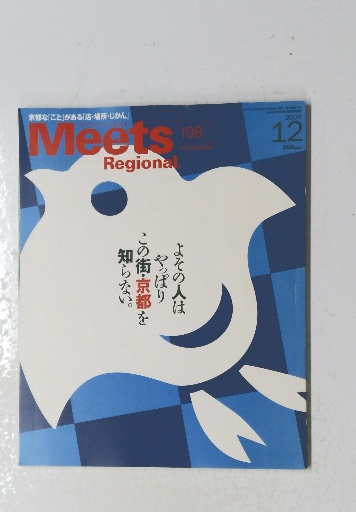 京都な「こと」がある「店・場所・じかん」
Meets
Regional
198
2004
12
よその人は
やっぱり
この街・京都を
知らない。